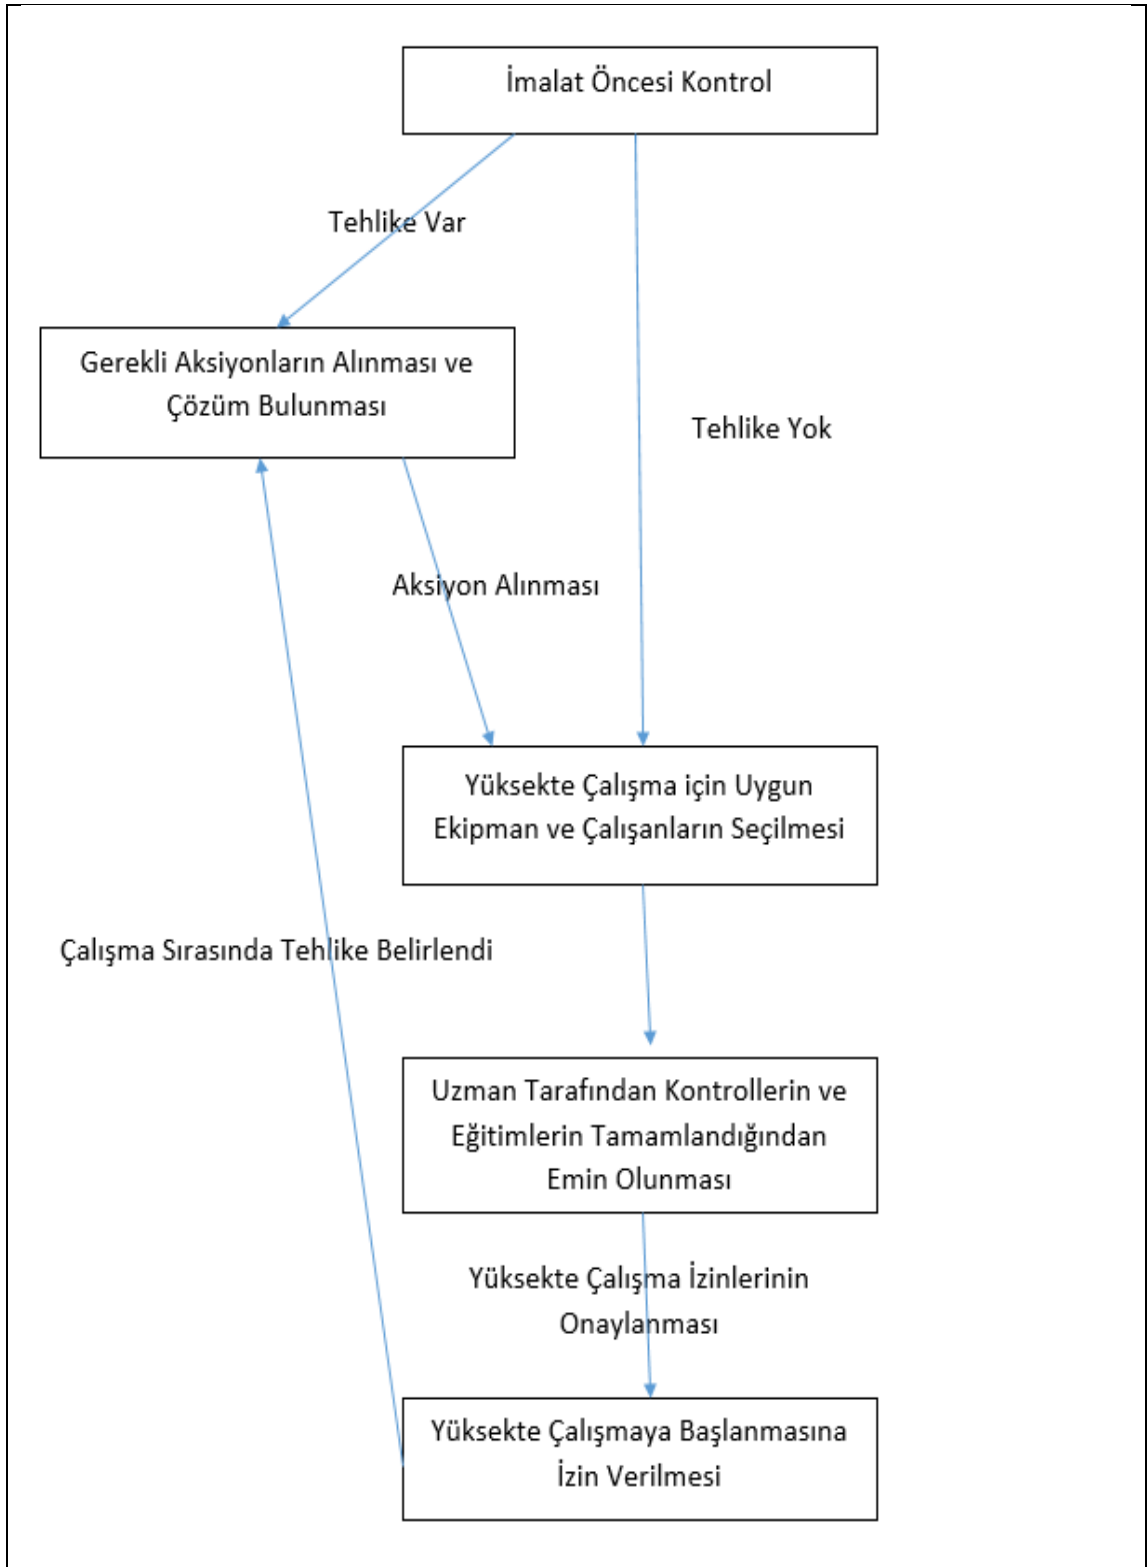 İmalat Öncesi Kontrol
Tehlike Var
Gerekli Aksiyonların Alınması ve
Çözüm Bulunması
Tehlike Yok
Aksiyon Alınması
Yüksekte Çalışma için Uygun
Ekipman ve Çalışanların Seçilmesi
Çalışma Sırasında Tehlike Belirlendi
Uzman Tarafından Kontrollerin ve
Eğitimlerin Tamamlandığından
Emin Olunması
Yüksekte Çalışma İzinlerinin
Onaylanması
Yüksekte Çalışmaya Başlanmasına
İzin Verilmesi